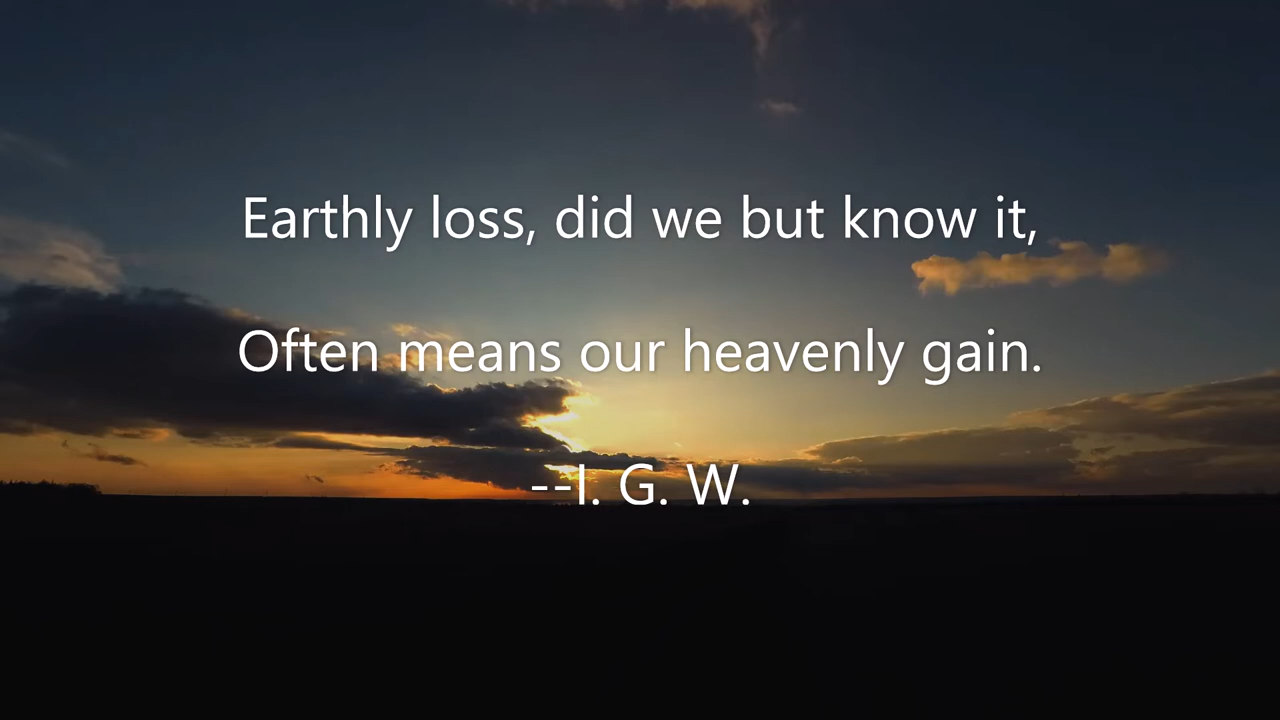 Earthly loss, did we but know it,
Often means our heavenly gain.
--I. G. W.